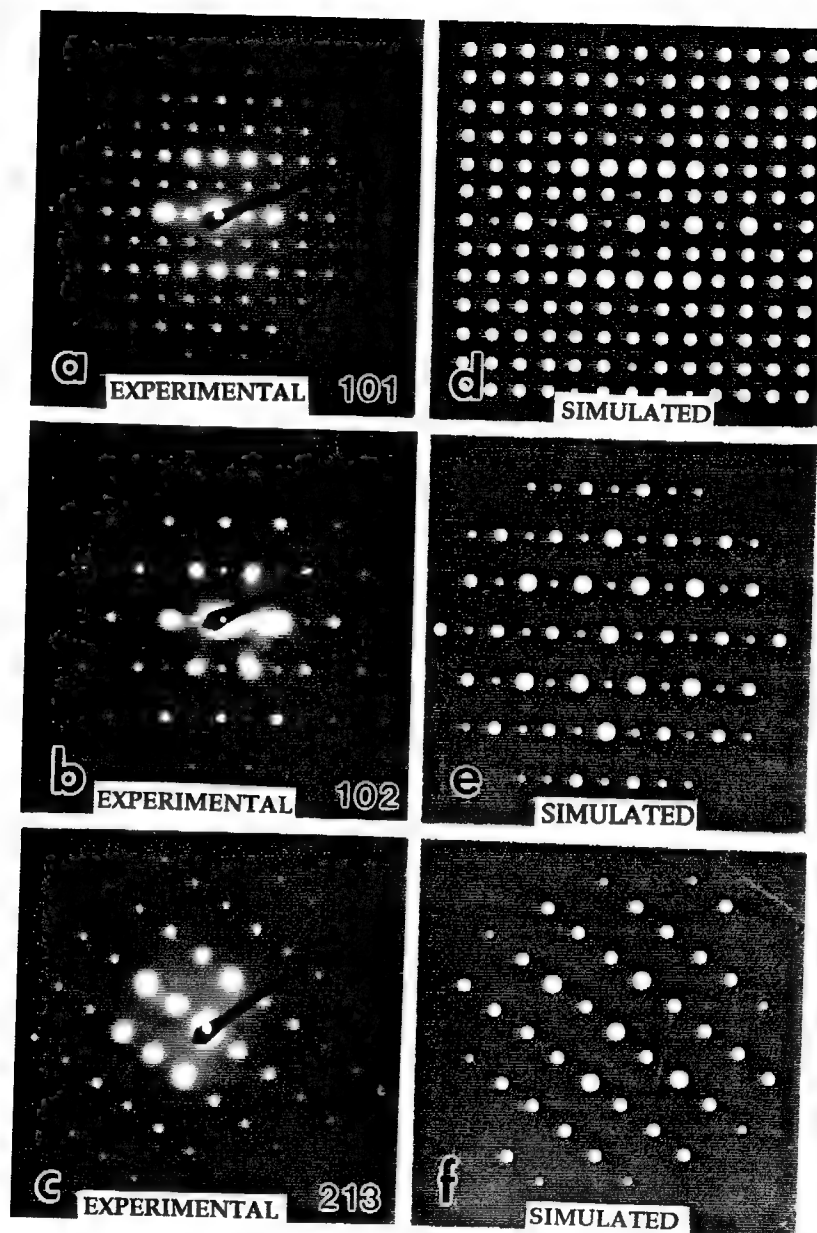 a
EXPERIMENTAL
101
d
SIMULATED
b
EXPERIMENTAL
102
e
SIMULATED
c
EXPERIMENTAL
213
f
SIMULATED